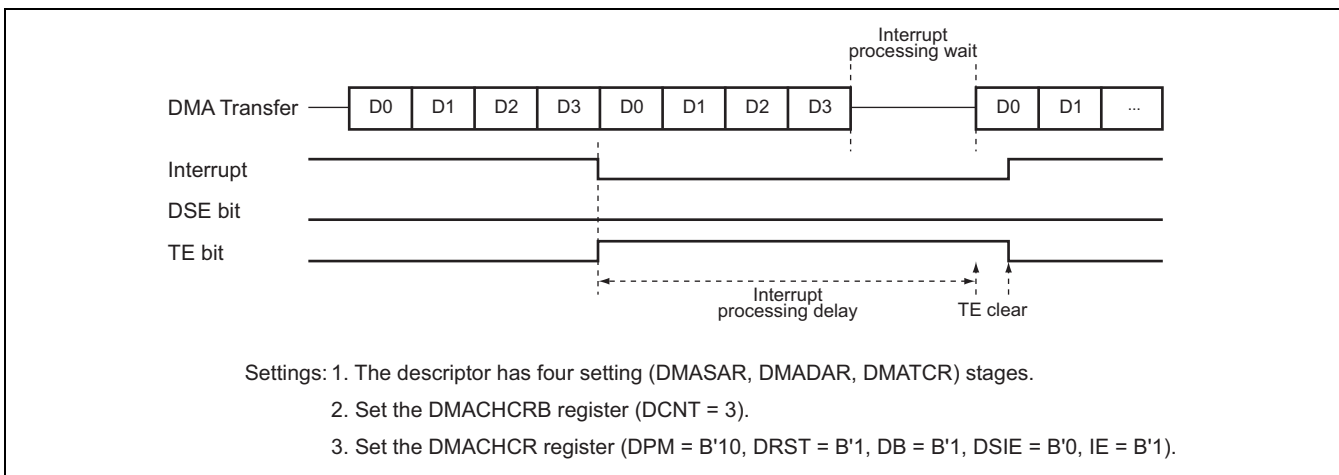 Interrupt
processing wait
DMA Transfer D0 D1 D2 D3 D0 D1 D2 D3 D0 D1 ...
Interrupt
DSE bit
TE bit
Interrupt
processing delay
TE clear
Settings: 1. The descriptor has four setting (DMASAR, DMADAR, DMATCR) stages.
2. Set the DMACHCRB register (DCNT = 3).
3. Set the DMACHCR register (DPM = B'10, DRST = B'1, DB = B'1, DSIE = B'0, IE = B'1).